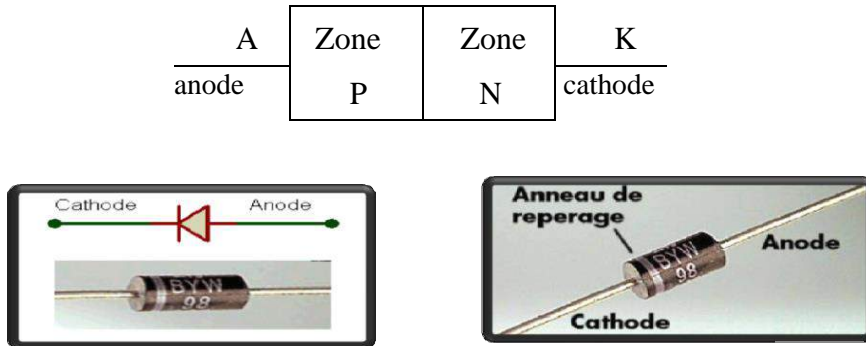 A Zone Zone K
anode P N cathode
Cathode Anode
BYW
98
Anneau de
reperage
Anode
BYW
98
Cathode